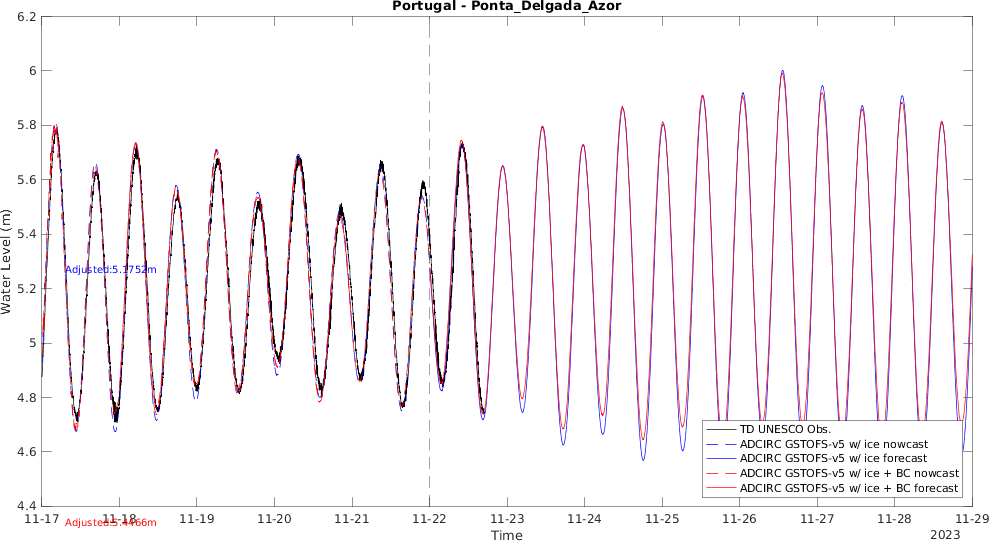 Portugal - Ponta_Delgada_Azor
6.2
6
5.8
5.6
5.4
5.2
5
4.8
4.6
4.4
Water Level (m)
Adjusted:5.1752m
Adjusted:5.4466m
TD UNESCO Obs.
ADCIRC GSTOFS-v5 w/ ice nowcast
ADCIRC GSTOFS-v5 w/ ice forecast
ADCIRC GSTOFS-v5 w/ ice + BC nowcast
ADCIRC GSTOFS-v5 w/ ice + BC forecast
11-17 11-18 11-19 11-20 11-21 11-22 11-23 11-24 11-25 11-26 11-27 11-28 11-29
Time
2023